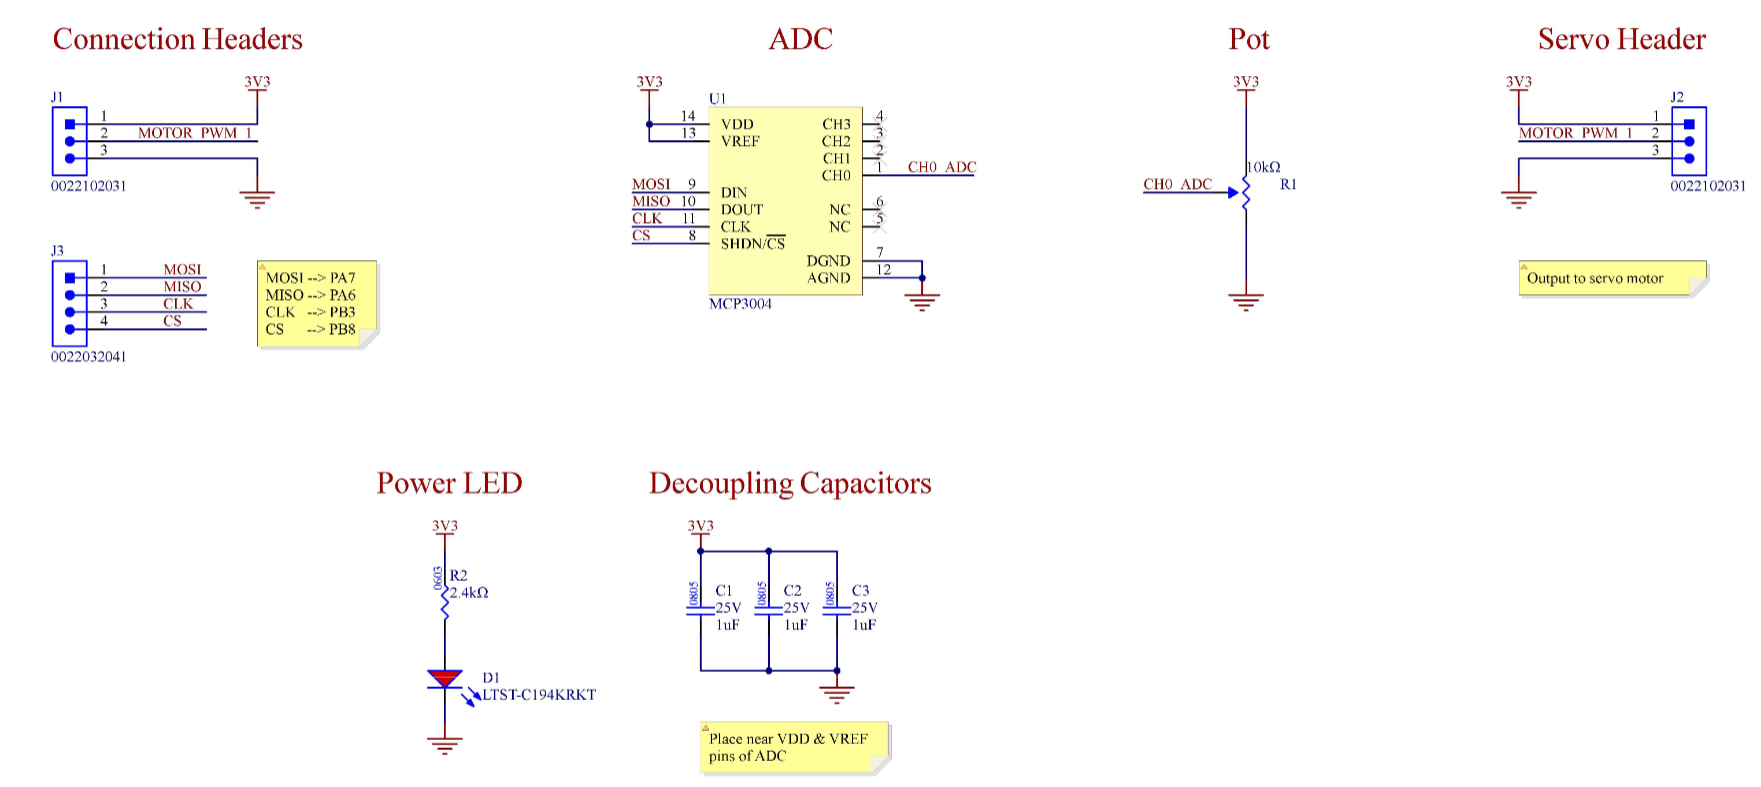 Connection Headers
3V3
J1
1
2
MOTOR_PWM_1
3
0022102031
J3
1
MOSI
2
MISO
3
CLK
4
CS
0022032041
MOSI --> PA7
MISO --> PA6
CLK --> PB3
CS --> PB8
ADC
3V3
U1
14
VDD
CH3
4
13
VREF
CH2
3
CH1
2
CH0
1
CH0_ADC
MOSI
9
DIN
MISO
10
DOUT
NC
6
CLK
11
CLK
NC
5
CS
8
SHDN/CS
DGND
7
AGND
12
MCP3004
Pot
3V3
10kΩ
R1
CH0_ADC
Servo Header
3V3
J2
1
MOTOR_PWM_1
2
3
0022102031
Output to servo motor
Power LED
3V3
0603
R2
2.4kΩ
D1
LTST-C194KRKT
Decoupling Capacitors
3V3
0805
C1
25V
1uF
0805
C2
25V
1uF
0805
C3
25V
1uF
Place near VDD & VREF
pins of ADC